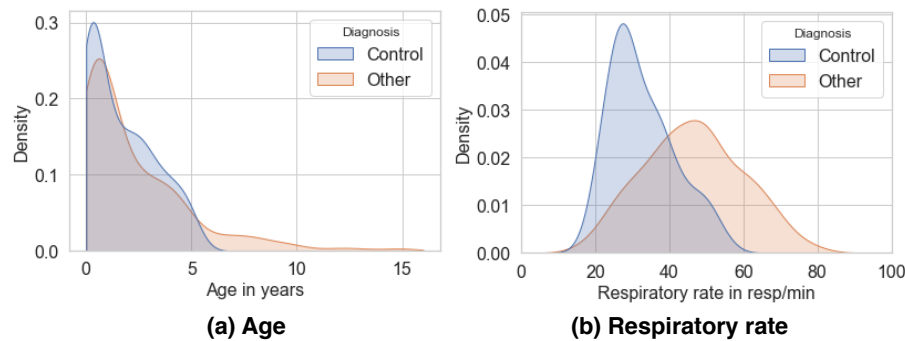 Diagnosis
Control
Other
0.3
0.2
0.1
0.0
Density
0 5 10 15
Age in years
(a) Age
Diagnosis
Control
Other
0.05
0.04
0.03
0.02
0.01
0.00
Density
0 20 40 60 80 100
Respiratory rate in resp/min
(b) Respiratory rate